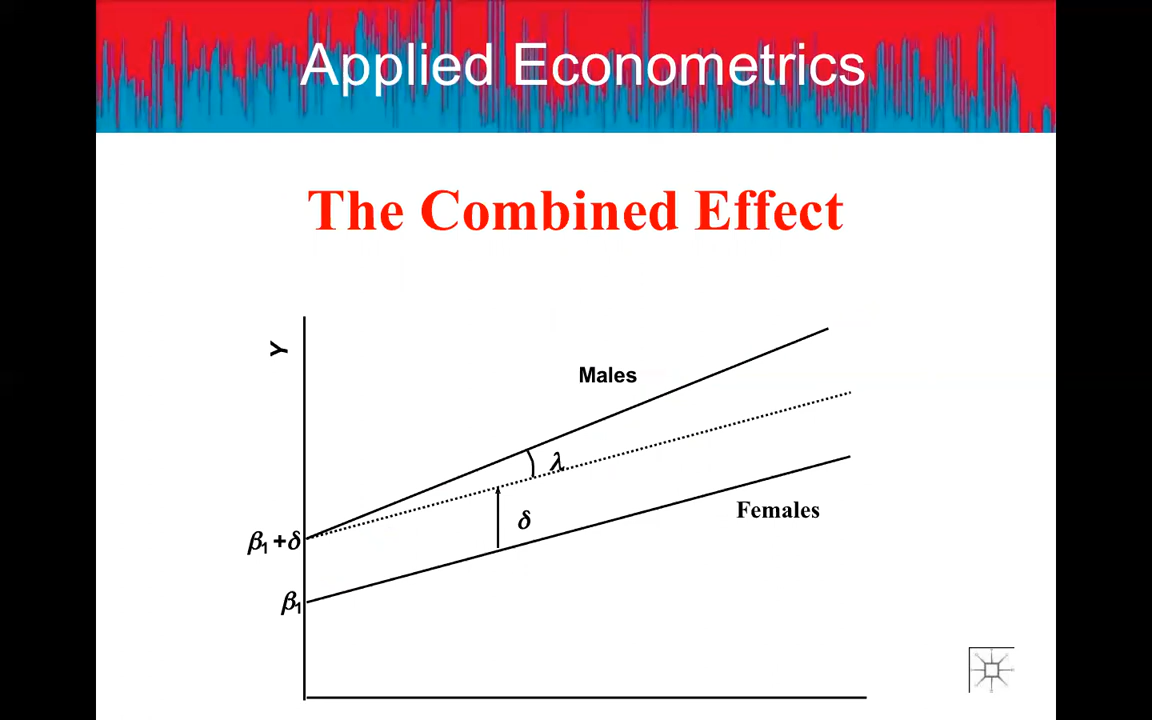 Applied Econometrics
The Combined Effect
Y
Males
λ
δ
Females
β1 +δ
β1